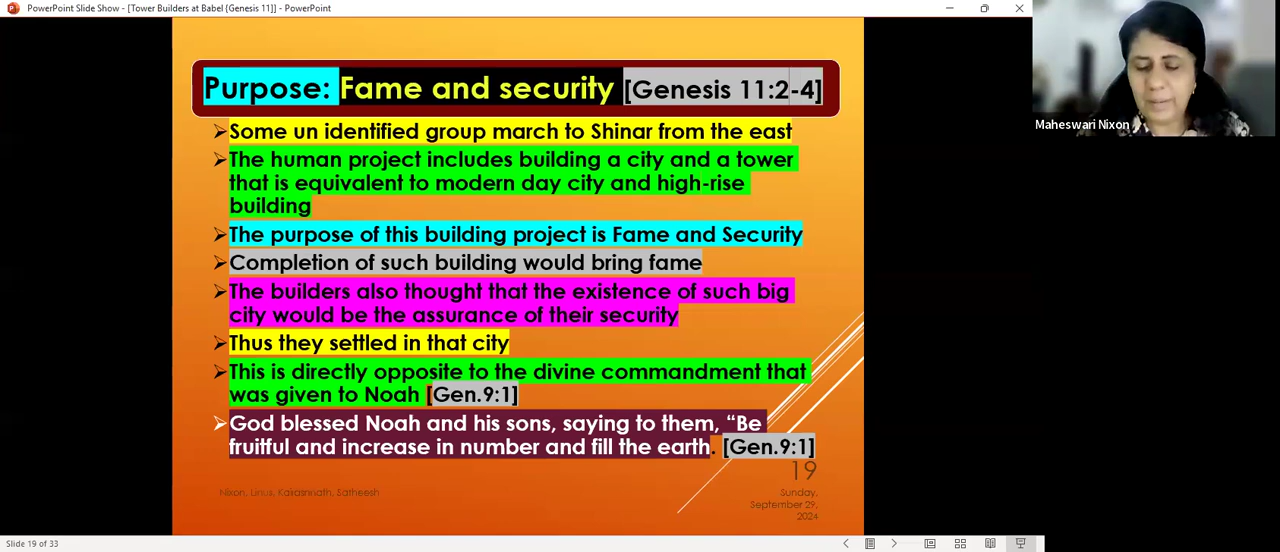 PowerPoint Slide Show - [Tower Builders at Babel {Genesis 11]] - PowerPoint
Purpose: Fame and security [Genesis 11:2-4]
Maheswari Nixon
Some un identified group march to Shinar from the east
The human project includes building a city and a tower
that is equivalent to modern day city and high-rise
building
The purpose of this building project is Fame and Security
Completion of such building would bring fame
The builders also thought that the existence of such big
city would be the assurance of their security
Thus they settled in that city
This is directly opposite to the divine commandment that
was given to Noah [Gen.9:1]
God blessed Noah and his sons, saying to them, “Be
fruitful and increase in number and fill the earth. [Gen.9:1]
19
Nixon, Linus, Satheesh
Sunday,
September 29,
2024
Slide 19 of 33